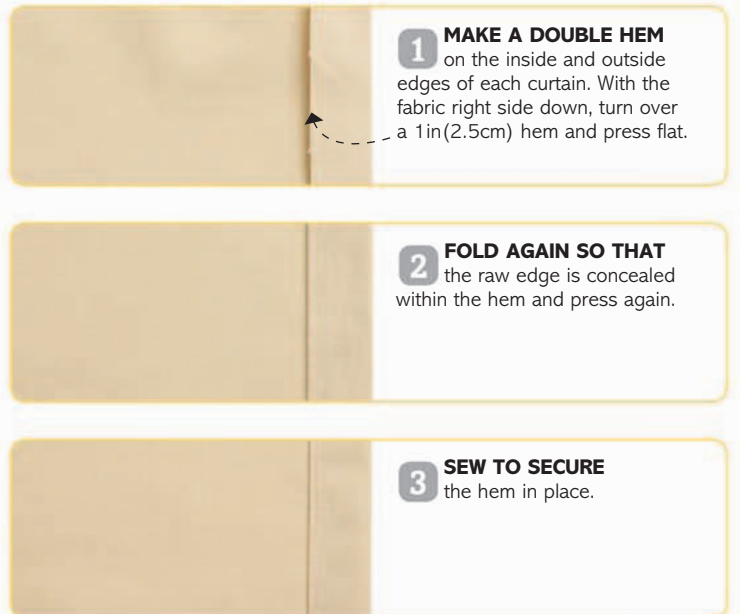 1 MAKE A DOUBLE HEM
on the inside and outside
edges of each curtain. With the
fabric right side down, turn over
a 1in(2.5cm) hem and press flat.
2 FOLD AGAIN SO THAT
the raw edge is concealed
within the hem and press again.
3 SEW TO SECURE
the hem in place.